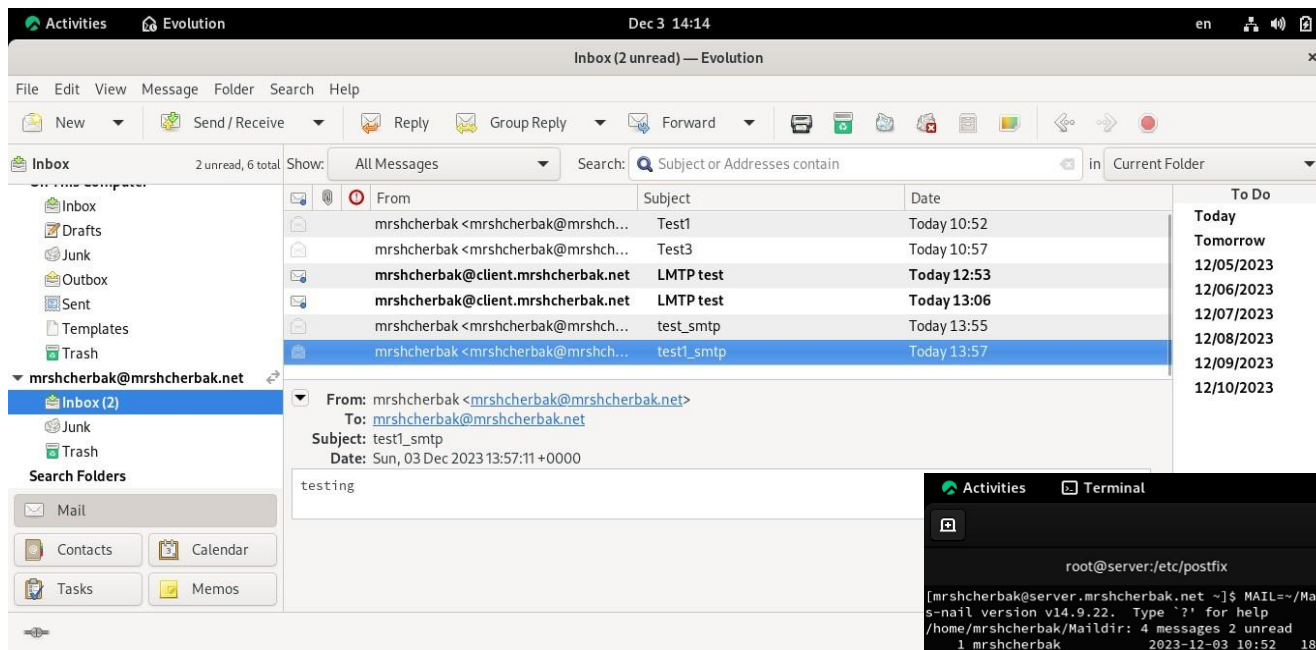 Activities Evolution Dec 3 14:14 en
Inbox (2 unread) — Evolution ×
File Edit View Message Folder Search Help
New Send / Receive Reply Group Reply Forward
Inbox 2 unread, 6 total Show: All Messages Search: Subject or Addresses contain in Current Folder
On This Computer
Inbox
Drafts
Junk
Outbox
Sent
Templates
Trash
mrshcherbak@mrshcherbak.net
Inbox (2)
Junk
Trash
Search Folders
Mail
Contacts Calendar
Tasks Memos
From Subject Date
mrshcherbak <mrshcherbak@mrshch... Test1 Today 10:52
mrshcherbak <mrshcherbak@mrshch... Test3 Today 10:57
mrshcherbak@client.mrshcherbak.net LMTP test Today 12:53
mrshcherbak@client.mrshcherbak.net LMTP test Today 13:06
mrshcherbak <mrshcherbak@mrshch... test_smtp Today 13:55
mrshcherbak <mrshcherbak@mrshch... test1_smtp Today 13:57
From: mrshcherbak <mrshcherbak@mrshcherbak.net>
To: mrshcherbak@mrshcherbak.net
Subject: test1_smtp
Date: Sun, 03 Dec 2023 13:57:11 +0000
testing
To Do
Today
Tomorrow
12/05/2023
12/06/2023
12/07/2023
12/08/2023
12/09/2023
12/10/2023
Activities Terminal
root@server:/etc/postfix
[mrshcherbak@server.mrshcherbak.net ~]$ MAIL=~/Ma
s-nail version v14.9.22. Type `?' for help
/home/mrshcherbak/Maildir: 4 messages 2 unread
1 mrshcherbak 2023-12-03 10:52 18